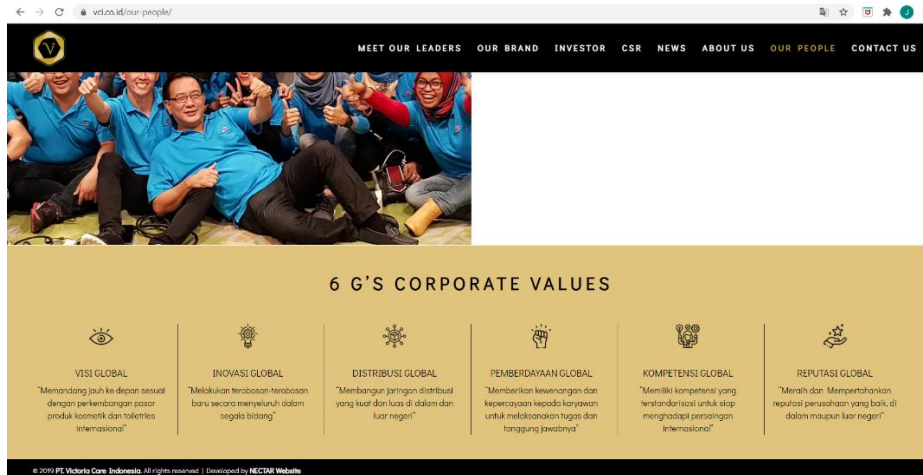 vci.co.id/our-people/
J
V
MEET OUR LEADERS OUR BRAND INVESTOR CSR NEWS ABOUT US OUR PEOPLE CONTACT US
6 G'S CORPORATE VALUES
VISI GLOBAL
"Memandang jauh ke depan sesuai
dengan perkembangan pasar
produk kosmetik dan toiletries
internasional"
INOVASI GLOBAL
"Melakukan terobosan-terobosan
baru secara menyeluruh dalam
segala bidang"
DISTRIBUSI GLOBAL
"Membangun jaringan distribusi
yang kuat dan luas di dalam dan
luar negeri"
PEMBERDAYAAN GLOBAL
"Memberikan kewenangan dan
kepercayaan kepada karyawan
untuk melaksanakan tugas dan
tanggung jawabnya"
KOMPETENSI GLOBAL
"Memiliki kompetensi yang
terstandarisasi untuk siap
menghadapi persaingan
internasional"
REPUTASI GLOBAL
"Meraih dan Mempertahankan
reputasi perusahaan yang baik, di
dalam maupun luar negeri"
© 2019 PT. Victoria Care Indonesia. All rights reserved | Developed by NECTAR Website